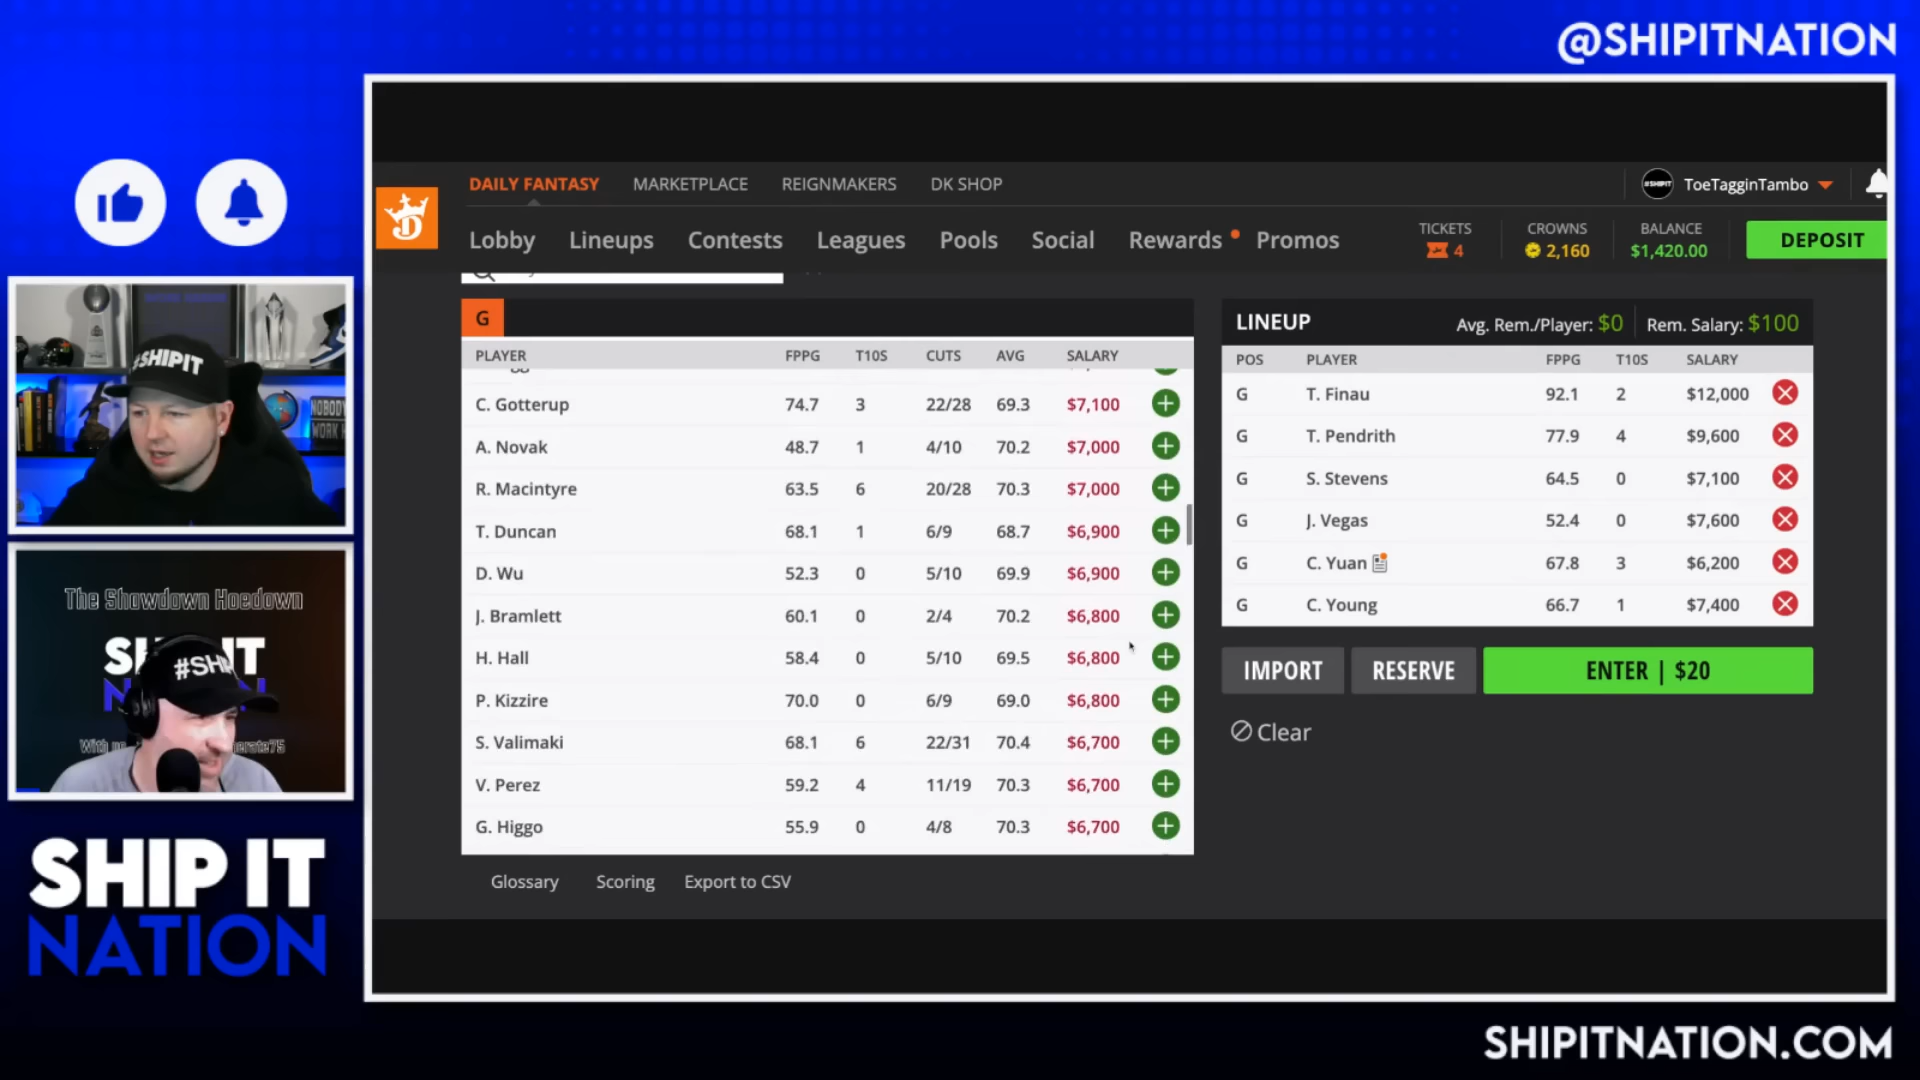 @SHIPITNATION
DAILY FANTASY MARKETPLACE REIGNMAKERS DK SHOP
#SHIPIT ToeTagginTambo
Lobby Lineups Contests Leagues Pools Social Rewards Promos
TICKETS 4 CROWNS 2,160 BALANCE $1,420.00 DEPOSIT
G
PLAYER FPPG T10S CUTS AVG SALARY
C. Gotterup 74.7 3 22/28 69.3 $7,100
A. Novak 48.7 1 4/10 70.2 $7,000
R. Macintyre 63.5 6 20/28 70.3 $7,000
T. Duncan 68.1 1 6/9 68.7 $6,900
D. Wu 52.3 0 5/10 69.9 $6,900
J. Bramlett 60.1 0 2/4 70.2 $6,800
H. Hall 58.4 0 5/10 69.5 $6,800
P. Kizzire 70.0 0 6/9 69.0 $6,800
S. Valimaki 68.1 6 22/31 70.4 $6,700
V. Perez 59.2 4 11/19 70.3 $6,700
G. Higgo 55.9 0 4/8 70.3 $6,700
Glossary Scoring Export to CSV
LINEUP Avg. Rem./Player: $0 Rem. Salary: $100
POS PLAYER FPPG T10S SALARY
G T. Finau 92.1 2 $12,000
G T. Pendrith 77.9 4 $9,600
G S. Stevens 64.5 0 $7,100
G J. Vegas 52.4 0 $7,600
G C. Yuan 67.8 3 $6,200
G C. Young 66.7 1 $7,400
IMPORT RESERVE ENTER | $20
Clear
#SHIPIT
NOBODY
WORK
The Showdown Hoedown
#SHIP
With
SHIP IT
NATION
SHIPITNATION.COM